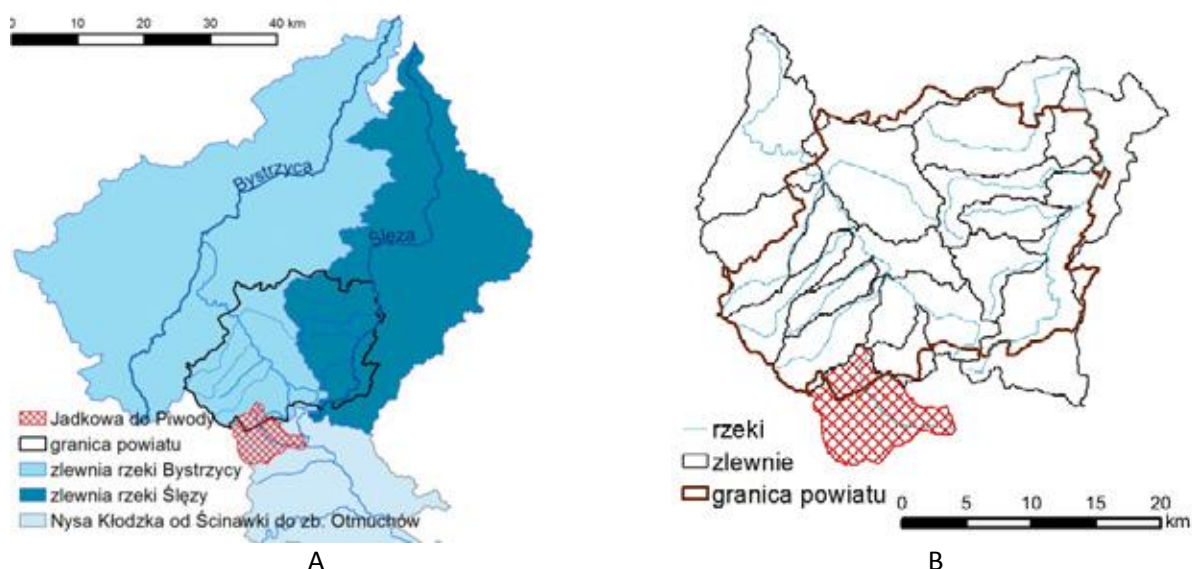 0 10 20 30 40 km
Bystrzyca
Ślęza
Jadkowa do Piwody
granica powiatu
zlewnia rzeki Bystrzycy
zlewnia rzeki Ślęzy
Nysa Kłodzka od Ścinawki do zb. Otmuchów
A
rzeki
zlewnie
granica powiatu
0 5 10 15 20
km
B